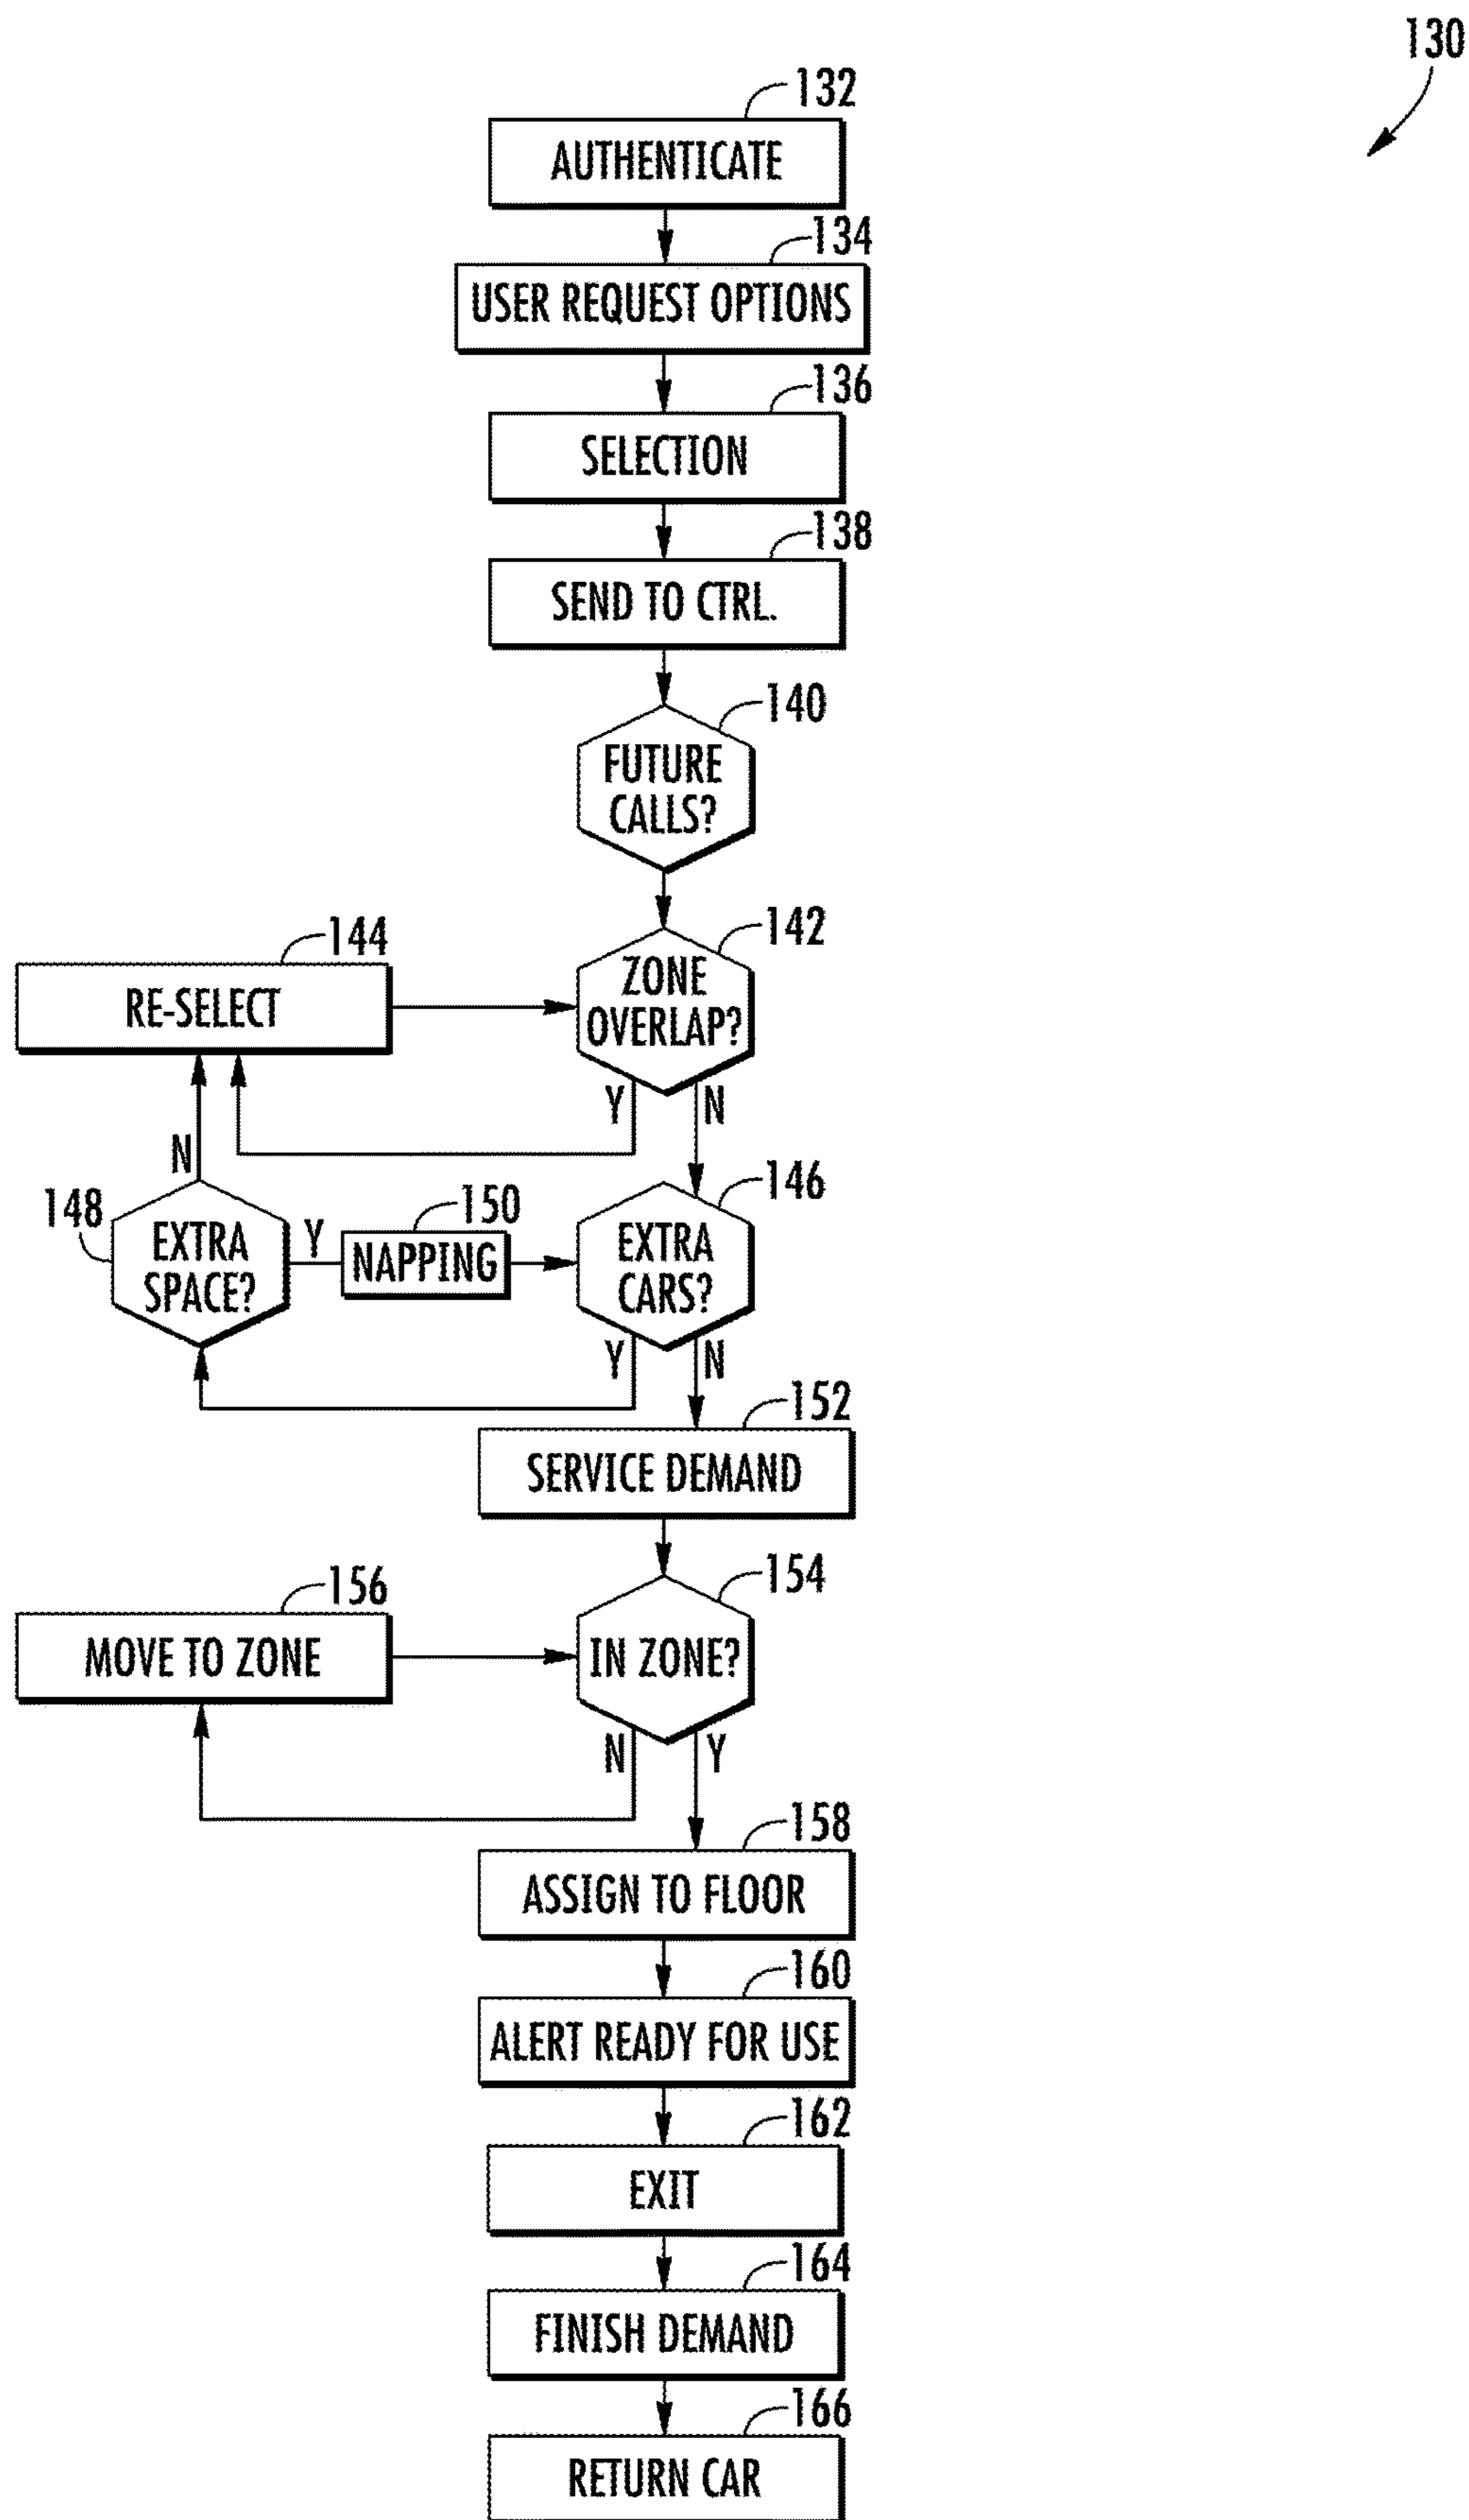 130
132
AUTHENTICATE
134
USER REQUEST OPTIONS
136
SELECTION
138
SEND TO CTRL.
140
FUTURE
CALLS?
142
ZONE
OVERLAP?
144
RE-SELECT
Y
N
146
EXTRA
CARS?
N
148
EXTRA
SPACE?
Y
150
NAPPING
Y
N
152
SERVICE DEMAND
154
IN ZONE?
156
MOVE TO ZONE
N
Y
158
ASSIGN TO FLOOR
160
ALERT READY FOR USE
162
EXIT
164
FINISH DEMAND
166
RETURN CAR